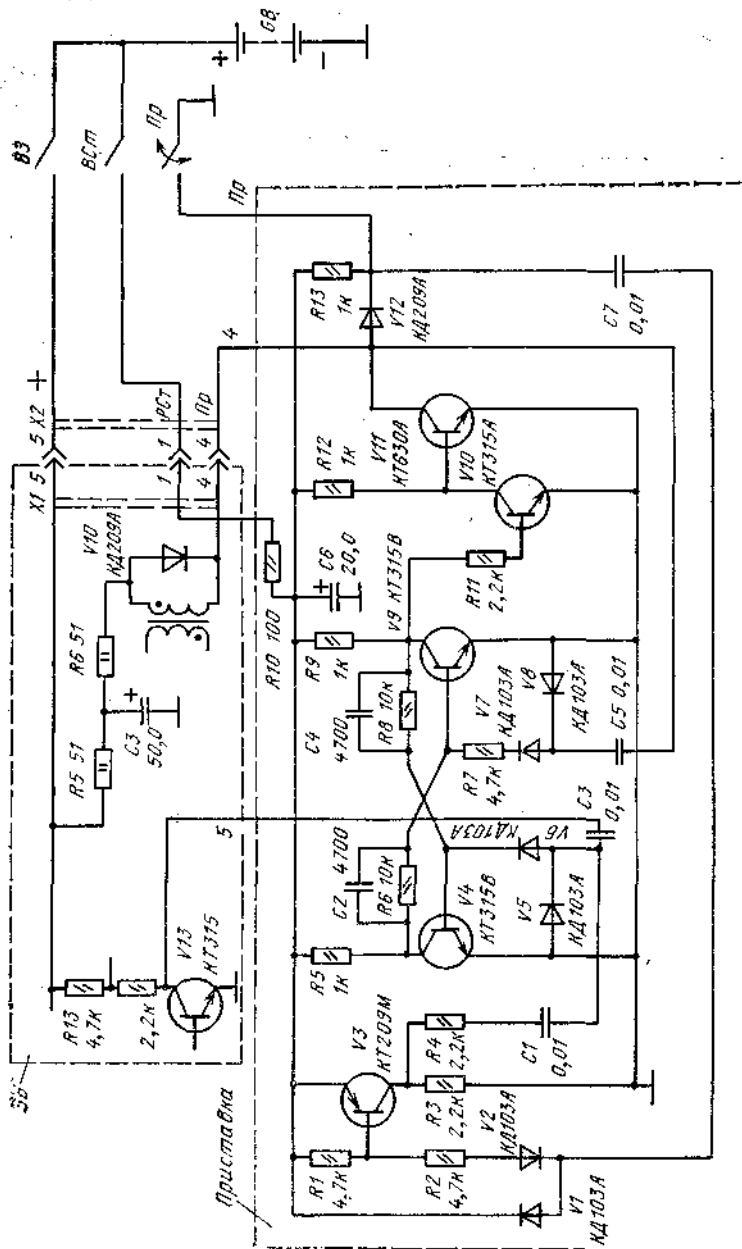 ВЗ
ВСт
Пр
+
GB
−
Пр
5 X2 +
X1 5
1 РСт
1
4 Пр
4
4
V10
КД209А
R6 51
R5 51
+
C3
50,0
V13
КТ315
R13
4,7к
2,2к
5
R10 100
+ C6
20,0
R13
1к
V12
КД209А
C7
0,01
R12
1к
V11
КТ630А
V10
КТ315А
R11
2,2к
R9
1к
V9 КТ315В
C4
4700
R8 10к
V7
КД103А
R7
4,7к
V8
КД103А
C5 0,01
C3
0,01
C2
4700
R6 10к
V4
КТ315В
КД103А
V6
V5
КД103А
R5
1к
V3
КТ209М
R4
2,2к
C1
0,01
R3
2,2к
V2
КД103А
R1
4,7к
R2
4,7к
V1
КД103А
Приставка